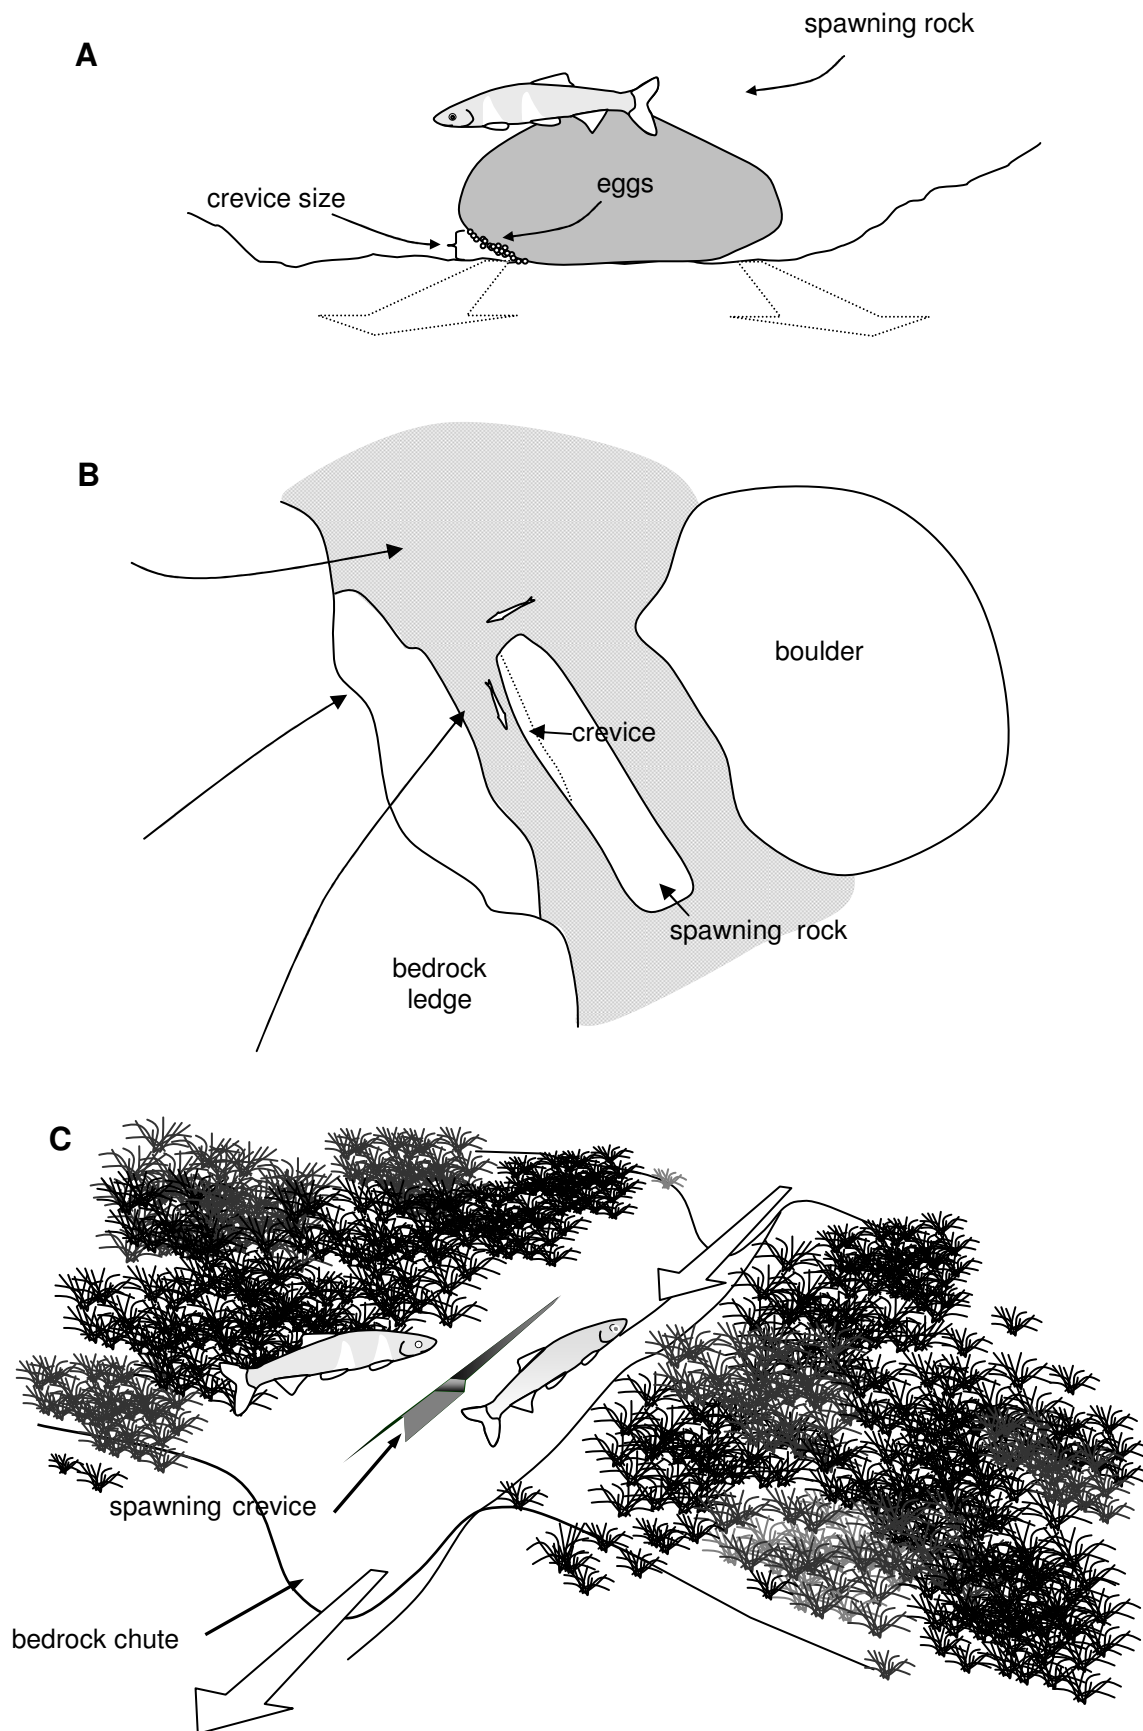 A
spawning rock
crevice size
eggs
B
boulder
crevice
spawning rock
bedrock
ledge
C
spawning crevice
bedrock chute